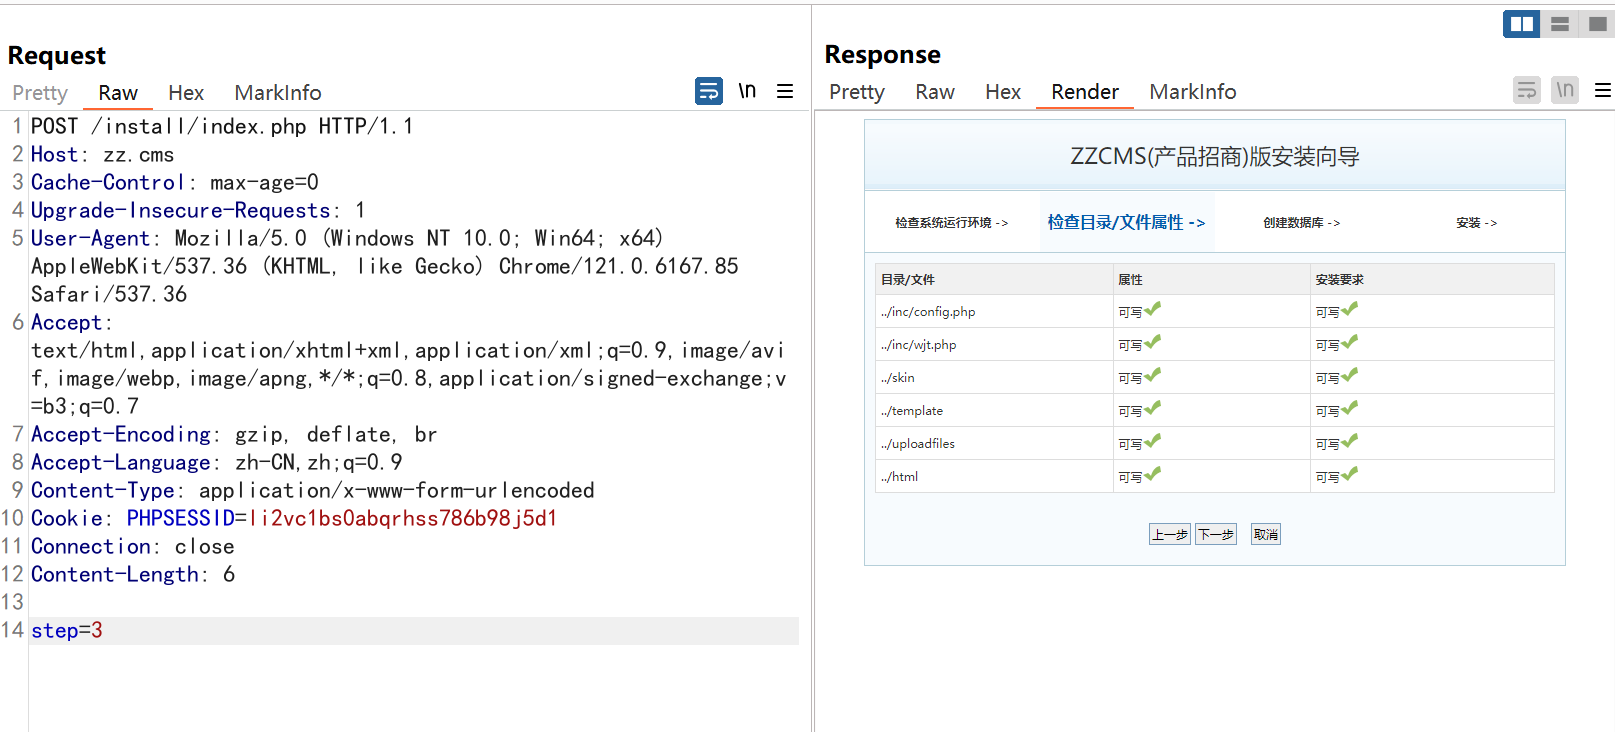 Request
Pretty Raw Hex MarkInfo
\n
1 POST /install/index.php HTTP/1.1
2 Host: zz.cms
3 Cache-Control: max-age=0
4 Upgrade-Insecure-Requests: 1
5 User-Agent: Mozilla/5.0 (Windows NT 10.0; Win64; x64)
AppleWebKit/537.36 (KHTML, like Gecko) Chrome/121.0.6167.85
Safari/537.36
6 Accept:
text/html,application/xhtml+xml,application/xml;q=0.9,image/avi
f,image/webp,image/apng,*/*;q=0.8,application/signed-exchange;v
=b3;q=0.7
7 Accept-Encoding: gzip, deflate, br
8 Accept-Language: zh-CN,zh;q=0.9
9 Content-Type: application/x-www-form-urlencoded
10 Cookie: PHPSESSID=li2vc1bs0abqrhss786b98j5d1
11 Connection: close
12 Content-Length: 6
13
14 step=3
Response
Pretty Raw Hex Render MarkInfo
\n
ZZCMS(产品招商)版安装向导
检查系统运行环境 -> 检查目录/文件属性 -> 创建数据库 -> 安装 ->
目录/文件 属性 安装要求
../inc/config.php 可写 可写
../inc/wjt.php 可写 可写
../skin 可写 可写
../template 可写 可写
../uploadfiles 可写 可写
../html 可写 可写
上一步 下一步 取消